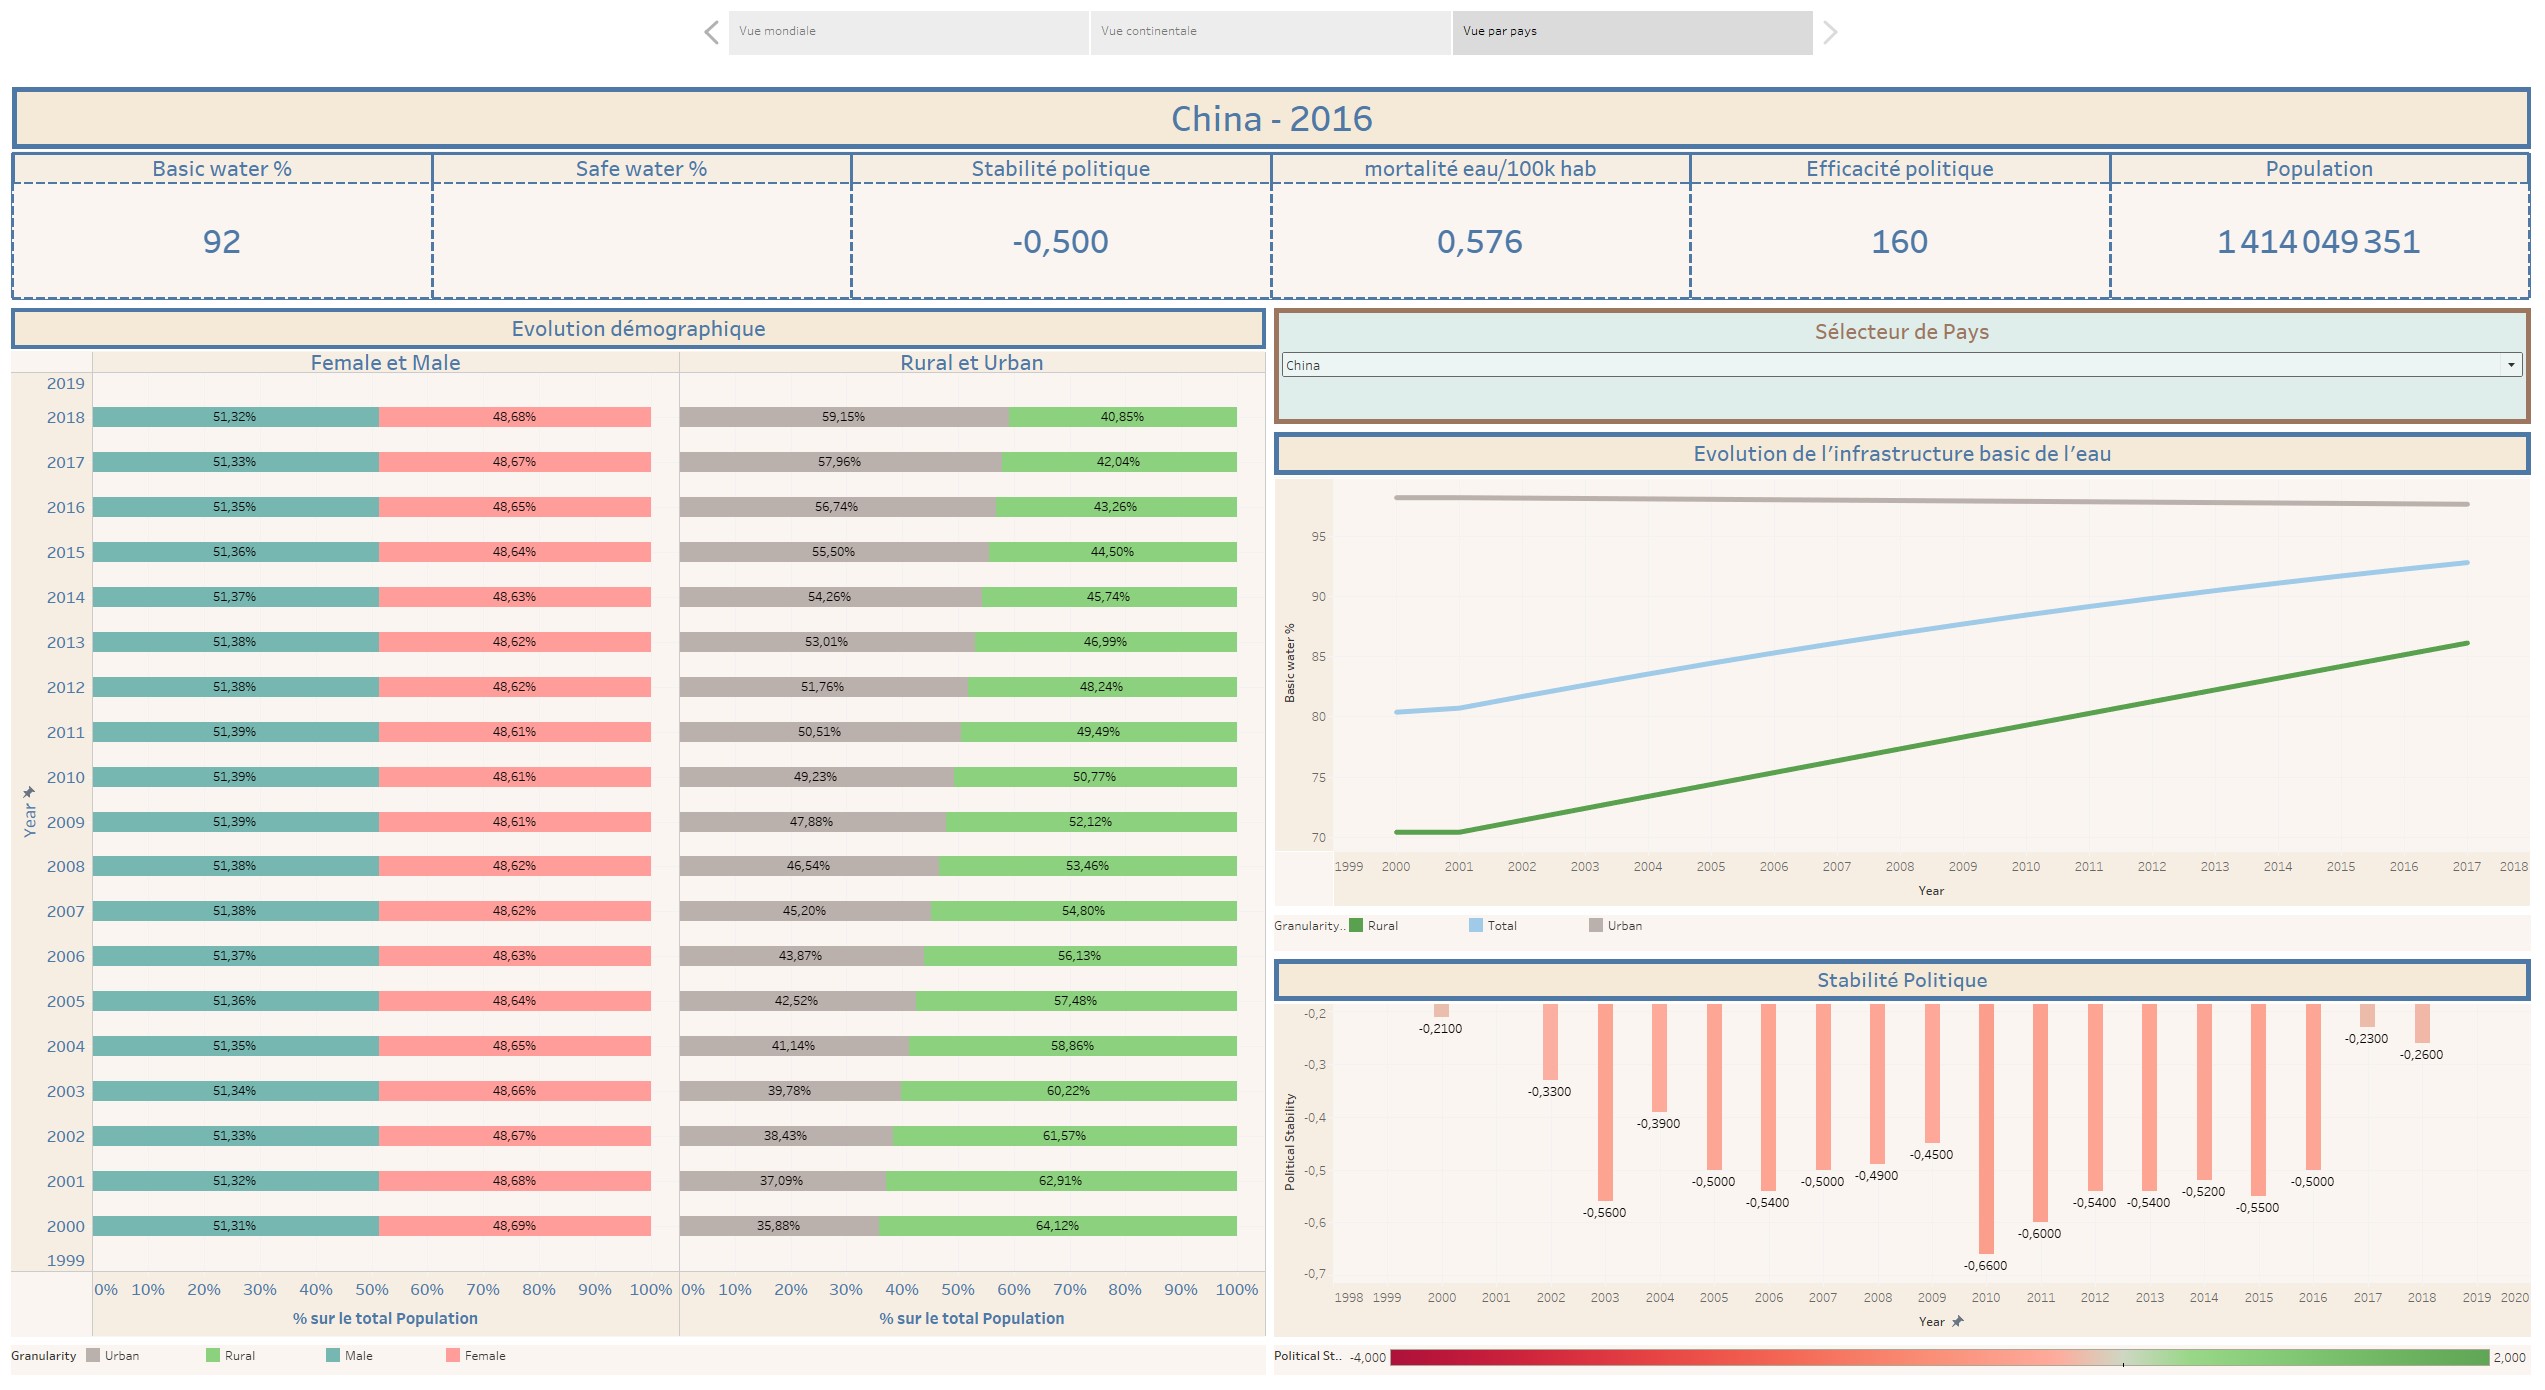 Vue mondiale
Vue continentale
Vue par pays
China - 2016
Basic water %
Safe water %
Stabilité politique
mortalité eau/100k hab
Efficacité politique
Population
92
-0,500
0,576
160
1 414 049 351
Evolution démographique
Female et Male
Rural et Urban
Year
2019
2018 51,32% 48,68% 59,15% 40,85%
2017 51,33% 48,67% 57,96% 42,04%
2016 51,35% 48,65% 56,74% 43,26%
2015 51,36% 48,64% 55,50% 44,50%
2014 51,37% 48,63% 54,26% 45,74%
2013 51,38% 48,62% 53,01% 46,99%
2012 51,38% 48,62% 51,76% 48,24%
2011 51,39% 48,61% 50,51% 49,49%
2010 51,39% 48,61% 49,23% 50,77%
2009 51,39% 48,61% 47,88% 52,12%
2008 51,38% 48,62% 46,54% 53,46%
2007 51,38% 48,62% 45,20% 54,80%
2006 51,37% 48,63% 43,87% 56,13%
2005 51,36% 48,64% 42,52% 57,48%
2004 51,35% 48,65% 41,14% 58,86%
2003 51,34% 48,66% 39,78% 60,22%
2002 51,33% 48,67% 38,43% 61,57%
2001 51,32% 48,68% 37,09% 62,91%
2000 51,31% 48,69% 35,88% 64,12%
1999
0% 10% 20% 30% 40% 50% 60% 70% 80% 90% 100% 0% 10% 20% 30% 40% 50% 60% 70% 80% 90% 100%
% sur le total Population
% sur le total Population
Granularity Urban Rural Male Female
Sélecteur de Pays
China
Evolution de l'infrastructure basic de l'eau
Basic water %
95
90
85
80
75
70
1999 2000 2001 2002 2003 2004 2005 2006 2007 2008 2009 2010 2011 2012 2013 2014 2015 2016 2017 2018
Year
Granularity.. Rural Total Urban
Stabilité Politique
Political Stability
-0,2
-0,3
-0,4
-0,5
-0,6
-0,7
-0,2100
-0,3300
-0,5600
-0,3900
-0,5000
-0,5400
-0,5000
-0,4900
-0,4500
-0,6600
-0,6000
-0,5400
-0,5400
-0,5200
-0,5500
-0,5000
-0,2300
-0,2600
1998 1999 2000 2001 2002 2003 2004 2005 2006 2007 2008 2009 2010 2011 2012 2013 2014 2015 2016 2017 2018 2019 2020
Year
Political St.. -4,000 2,000